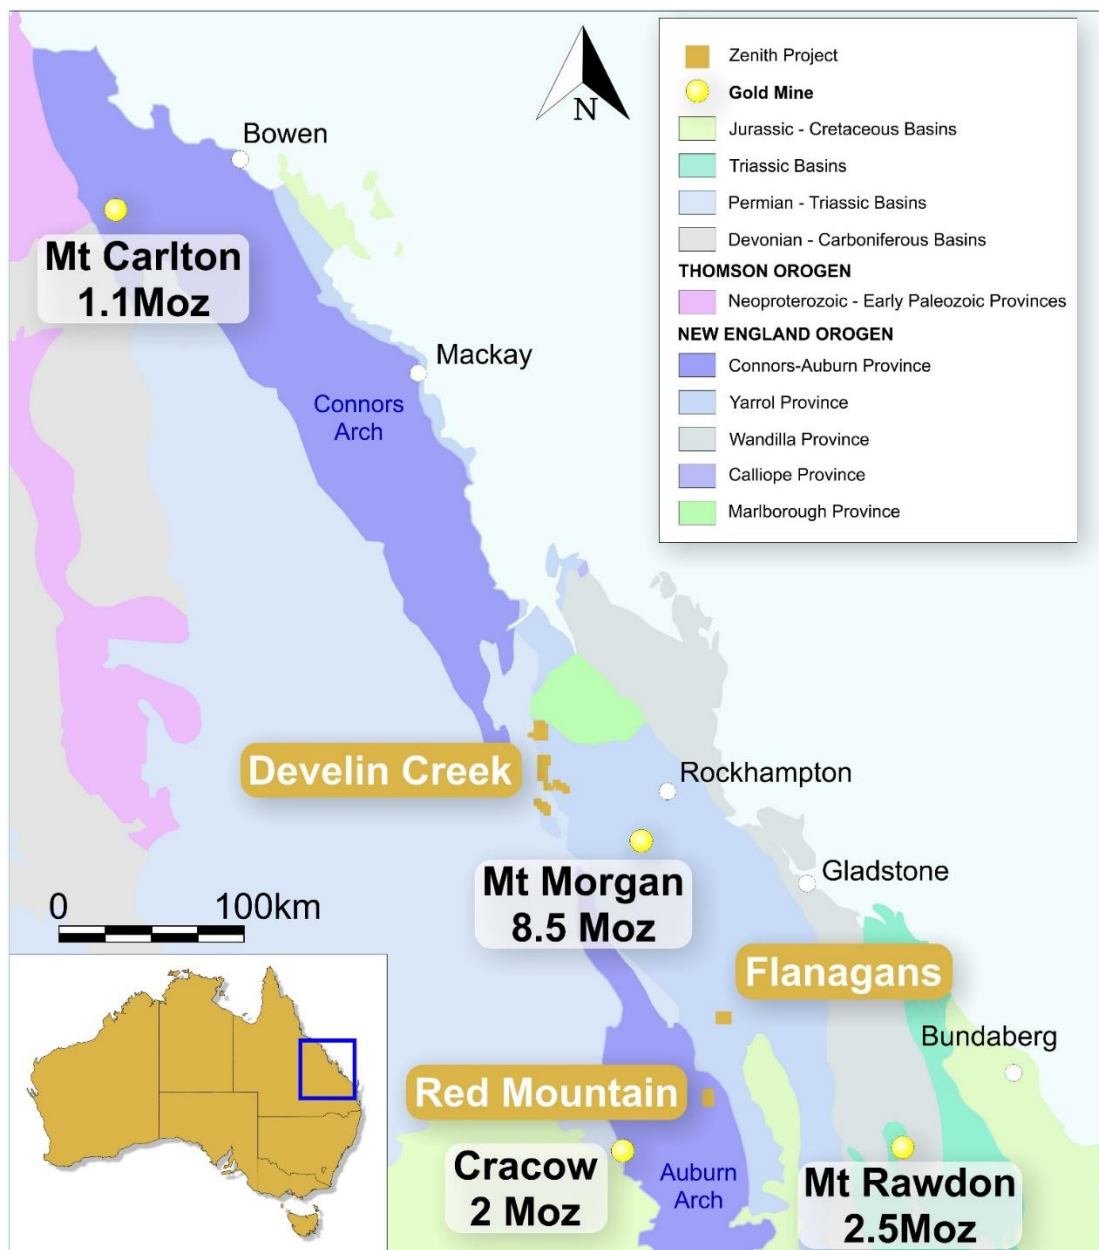 Zenith Project
Gold Mine
Jurassic - Cretaceous Basins
Triassic Basins
Permian - Triassic Basins
Devonian - Carboniferous Basins
THOMSON OROGEN
Neoproterozoic - Early Paleozoic Provinces
NEW ENGLAND OROGEN
Connors-Auburn Province
Yarrol Province
Wandilla Province
Calliope Province
Marlborough Province
N
Bowen
Mt Carlton
1.1Moz
Mackay
Connors
Arch
Develin Creek
Rockhampton
Mt Morgan
8.5 Moz
Gladstone
0 100km
Flanagans
Bundaberg
Red Mountain
Cracow
2 Moz
Auburn
Arch
Mt Rawdon
2.5Moz